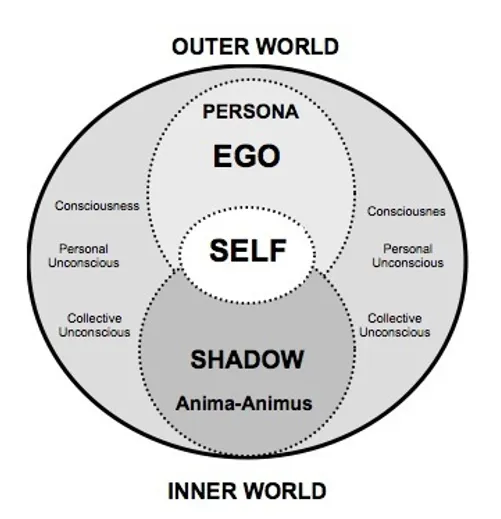 OUTER WORLD
PERSONA
EGO
Consciousness
Consciousnes
SELF
Personal
Unconscious
Personal
Unconscious
Collective
Unconscious
Collective
Unconscious
SHADOW
Anima-Animus
INNER WORLD